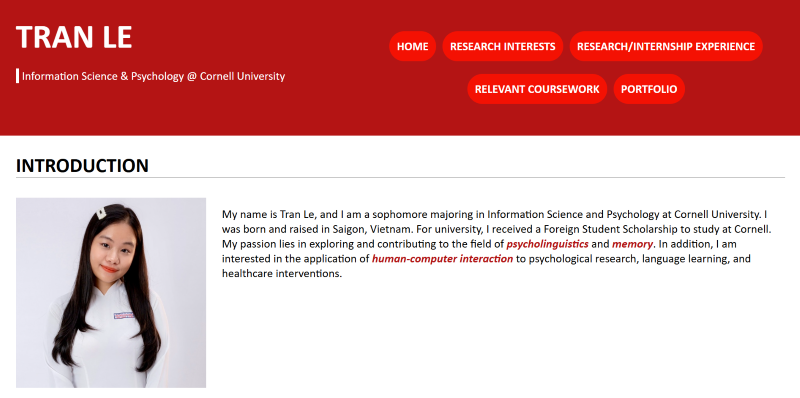 TRAN LE
Information Science & Psychology @ Cornell University
HOME
RESEARCH INTERESTS
RESEARCH/INTERNSHIP EXPERIENCE
RELEVANT COURSEWORK
PORTFOLIO
INTRODUCTION
My name is Tran Le, and I am a sophomore majoring in Information Science and Psychology at Cornell University. I
was born and raised in Saigon, Vietnam. For university, I received a Foreign Student Scholarship to study at Cornell.
My passion lies in exploring and contributing to the field of psycholinguistics and memory. In addition, I am
interested in the application of human-computer interaction to psychological research, language learning, and
healthcare interventions.